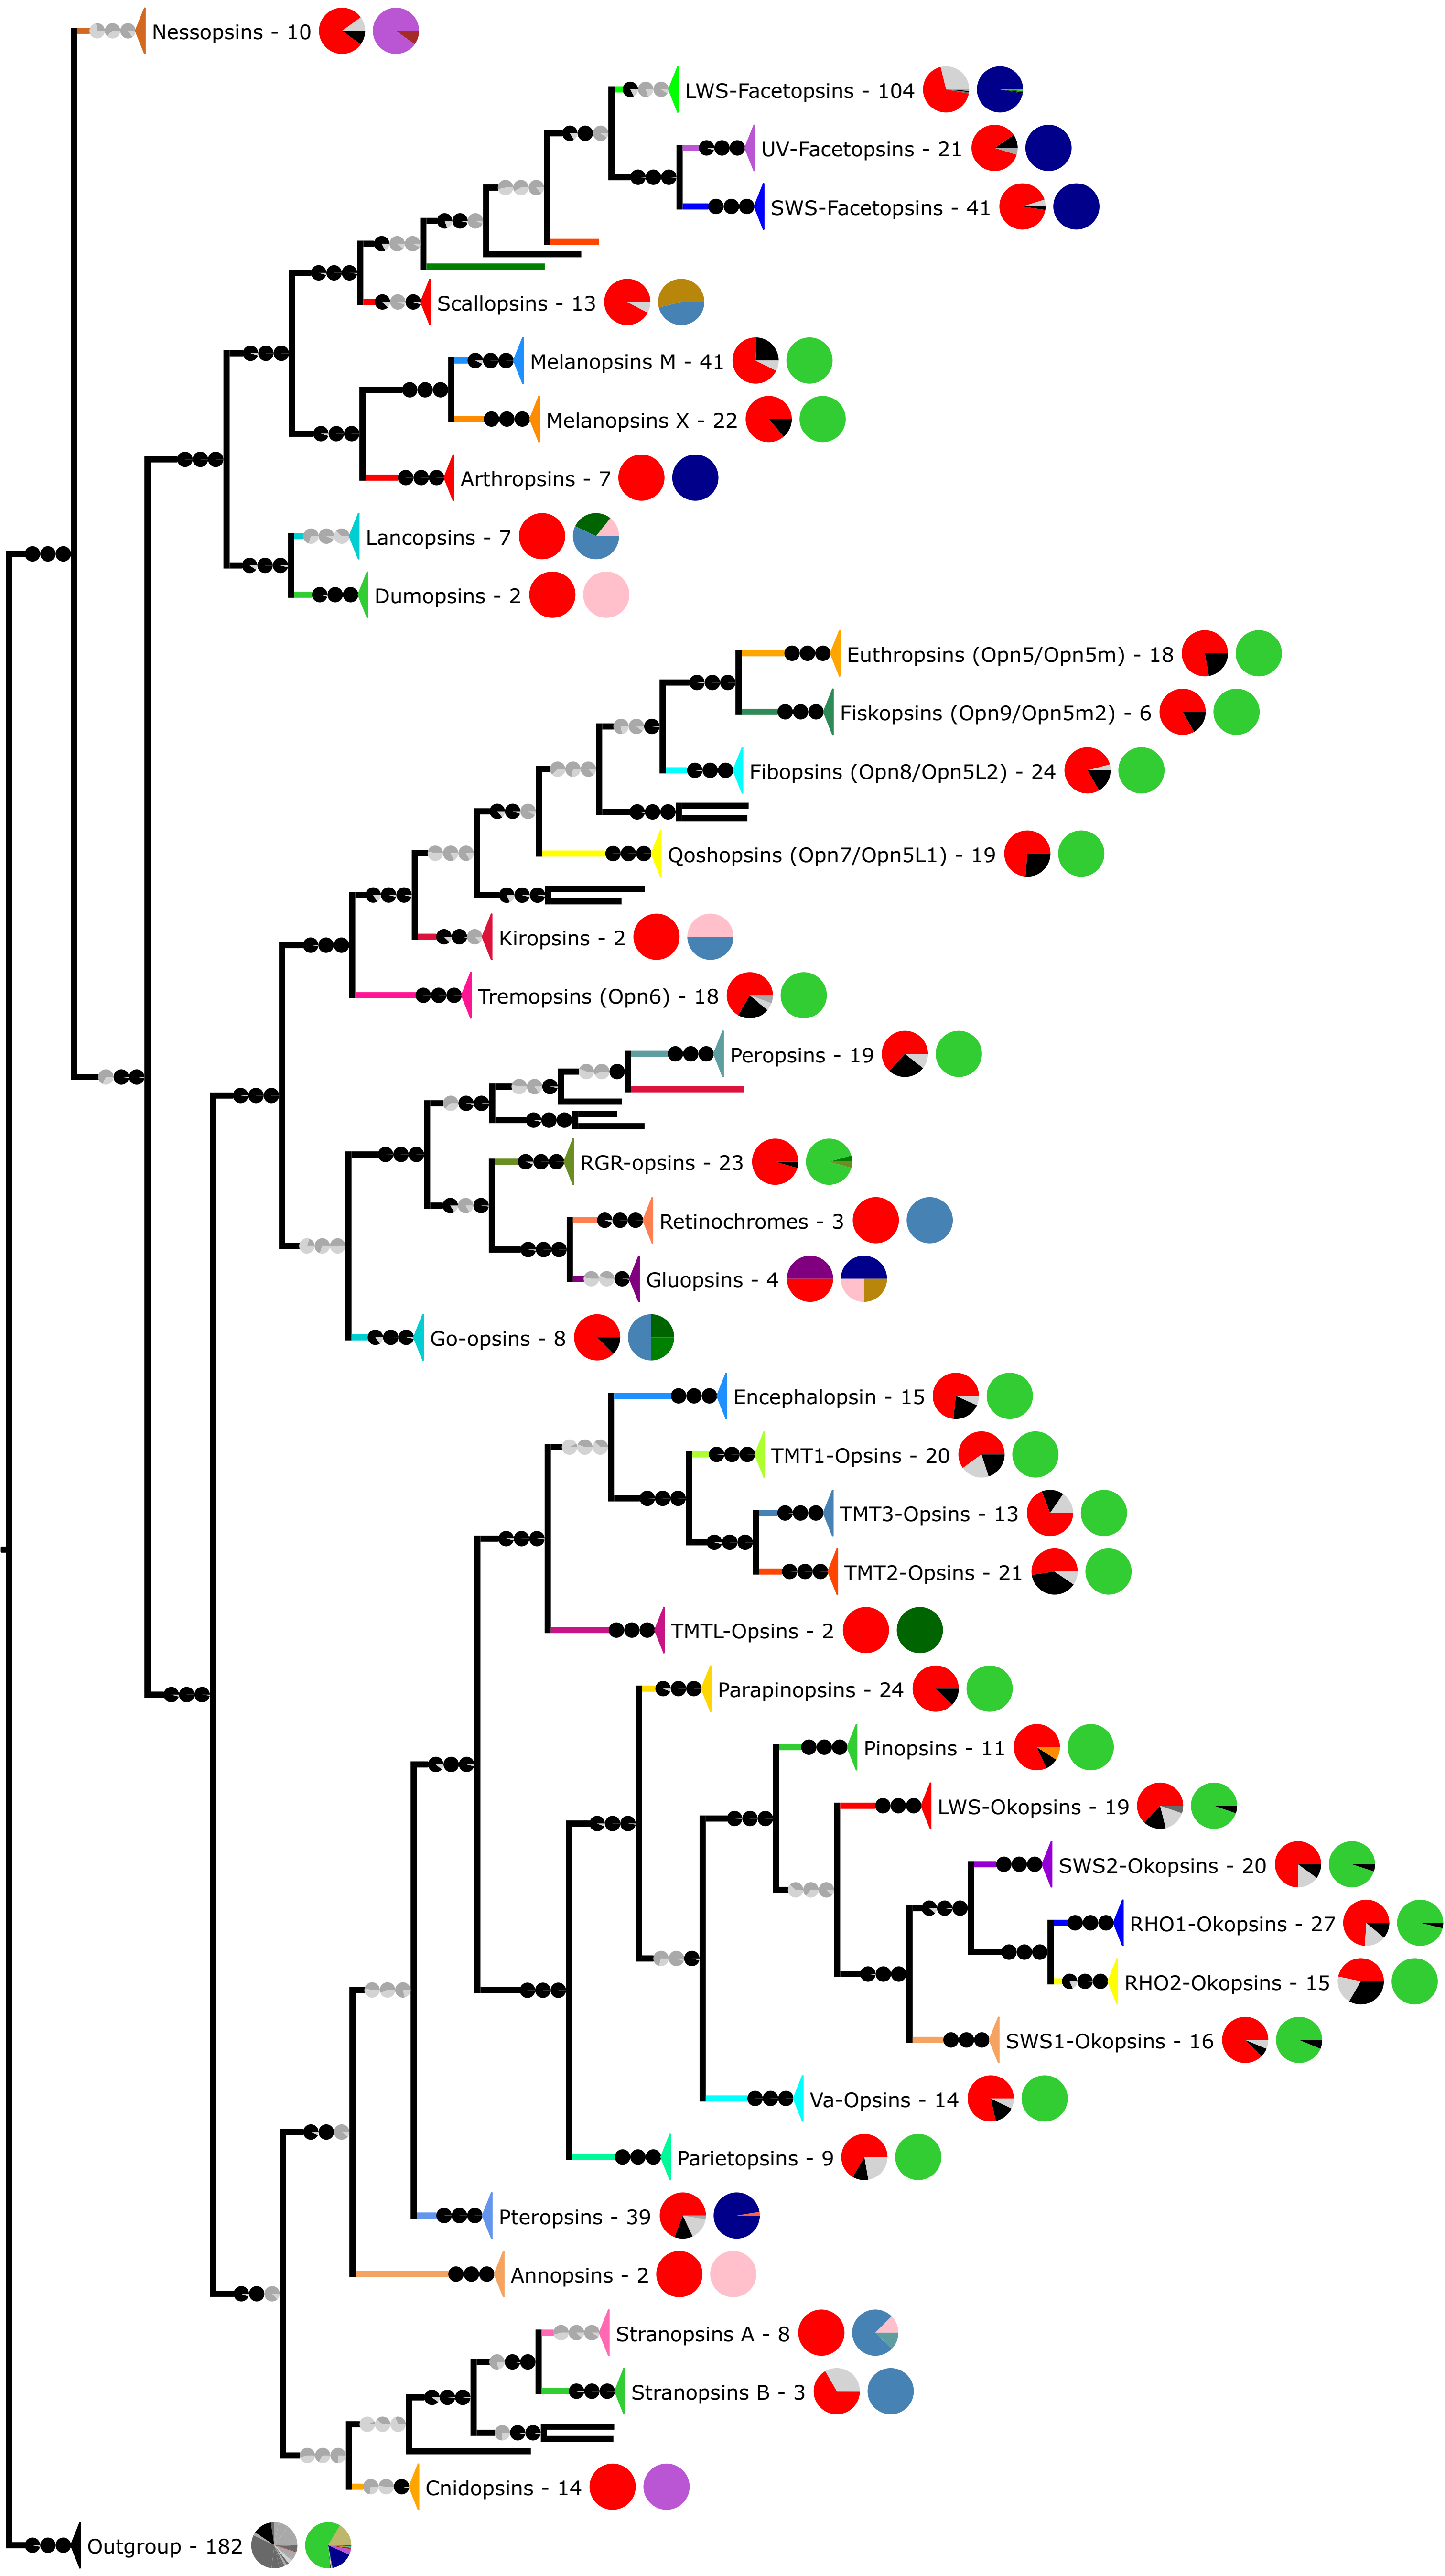 Nessopsins - 10
LWS-Facetopsins - 104
UV-Facetopsins - 21
SWS-Facetopsins - 41
Scallopsins - 13
Melanopsins M - 41
Melanopsins X - 22
Arthropsins - 7
Lancopsins - 7
Dumopsins - 2
Euthropsins (Opn5/Opn5m) - 18
Fiskopsins (Opn9/Opn5m2) - 6
Fibopsins (Opn8/Opn5L2) - 24
Qoshopsins (Opn7/Opn5L1) - 19
Kiropsins - 2
Tremopsins (Opn6) - 18
Peropsins - 19
RGR-opsins - 23
Retinochromes - 3
Gluopsins - 4
Go-opsins - 8
Encephalopsin - 15
TMT1-Opsins - 20
TMT3-Opsins - 13
TMT2-Opsins - 21
TMTL-Opsins - 2
Parapinopsins - 24
Pinopsins - 11
LWS-Okopsins - 19
SWS2-Okopsins - 20
RHO1-Okopsins - 27
RHO2-Okopsins - 15
SWS1-Okopsins - 16
Va-Opsins - 14
Parietopsins - 9
Pteropsins - 39
Annopsins - 2
Stranopsins A - 8
Stranopsins B - 3
Cnidopsins - 14
Outgroup - 182